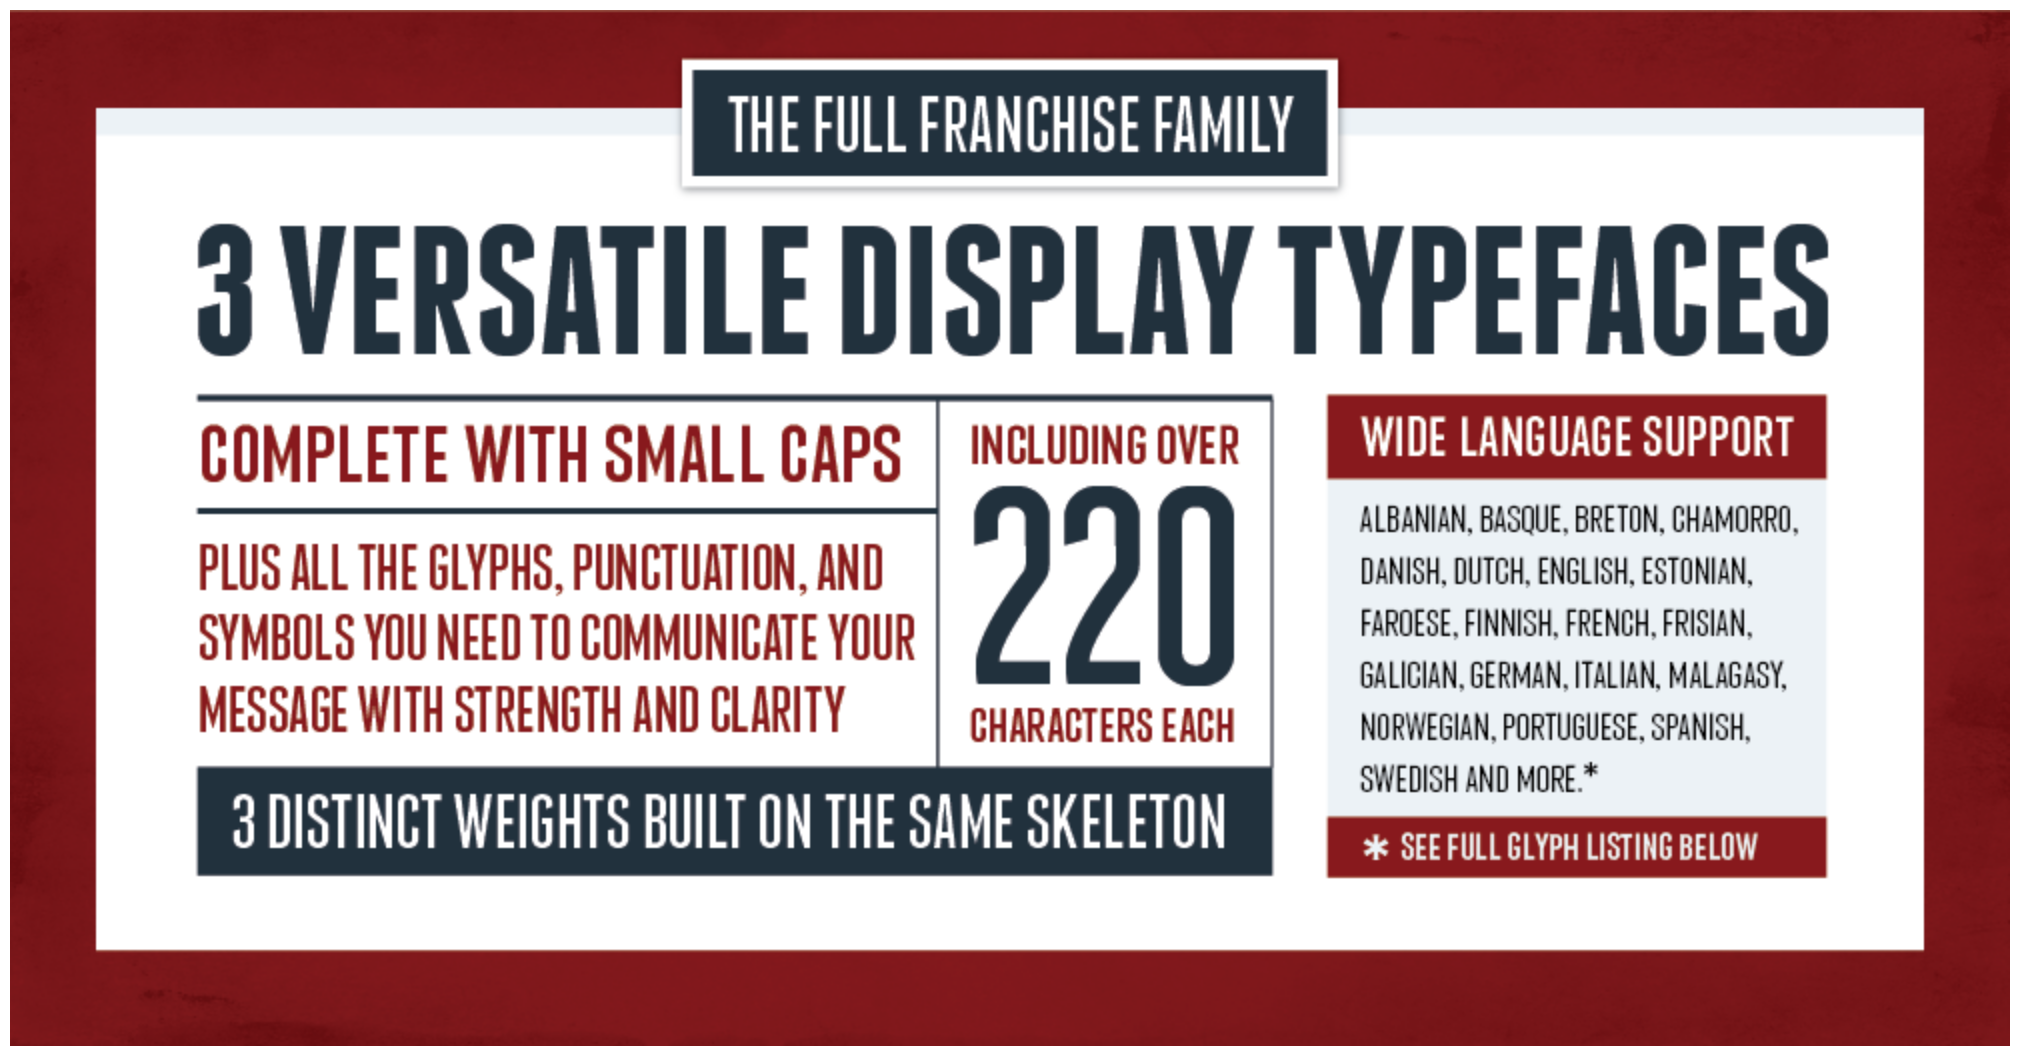 THE FULL FRANCHISE FAMILY
3 VERSATILE DISPLAY TYPEFACES
COMPLETE WITH SMALL CAPS
PLUS ALL THE GLYPHS, PUNCTUATION, AND
SYMBOLS YOU NEED TO COMMUNICATE YOUR
MESSAGE WITH STRENGTH AND CLARITY
INCLUDING OVER
220
CHARACTERS EACH
3 DISTINCT WEIGHTS BUILT ON THE SAME SKELETON
WIDE LANGUAGE SUPPORT
ALBANIAN, BASQUE, BRETON, CHAMORRO,
DANISH, DUTCH, ENGLISH, ESTONIAN,
FAROESE, FINNISH, FRENCH, FRISIAN,
GALICIAN, GERMAN, ITALIAN, MALAGASY,
NORWEGIAN, PORTUGUESE, SPANISH,
SWEDISH AND MORE.*
* SEE FULL GLYPH LISTING BELOW